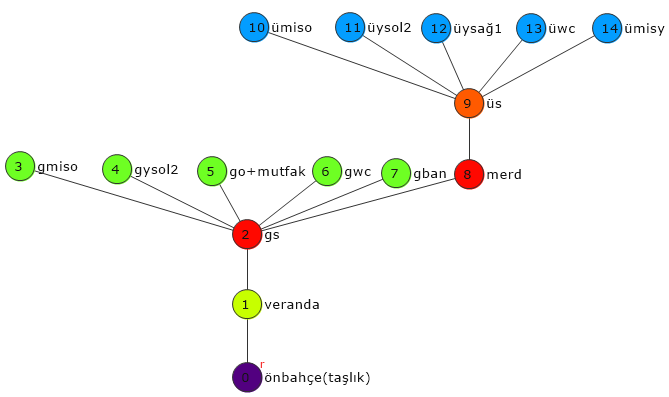 10 ümiso 11 üysol2 12 üysağ1 13 üwc 14 ümisy
9 üs
3 gmiso 4 gysol2 5 go+mutfak 6 gwc 7 gban 8 merd
2 gs
1 veranda
r
0 önbahçe(taşlık)